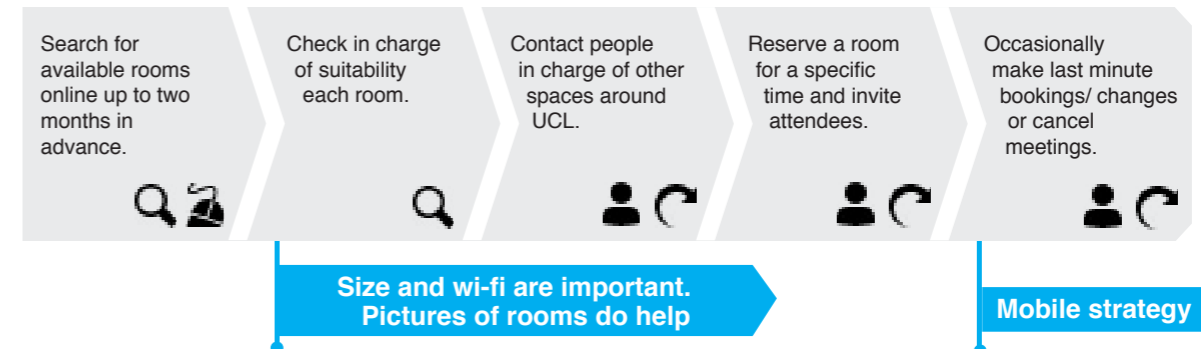 Search for
available rooms
online up to two
months in
advance.
Check in charge
of suitability
each room.
Contact people
in charge of other
spaces around
UCL.
Reserve a room
for a specific
time and invite
attendees.
Occasionally
make last minute
bookings/ changes
or cancel
meetings.
Size and wi-fi are important.
Pictures of rooms do help
Mobile strategy